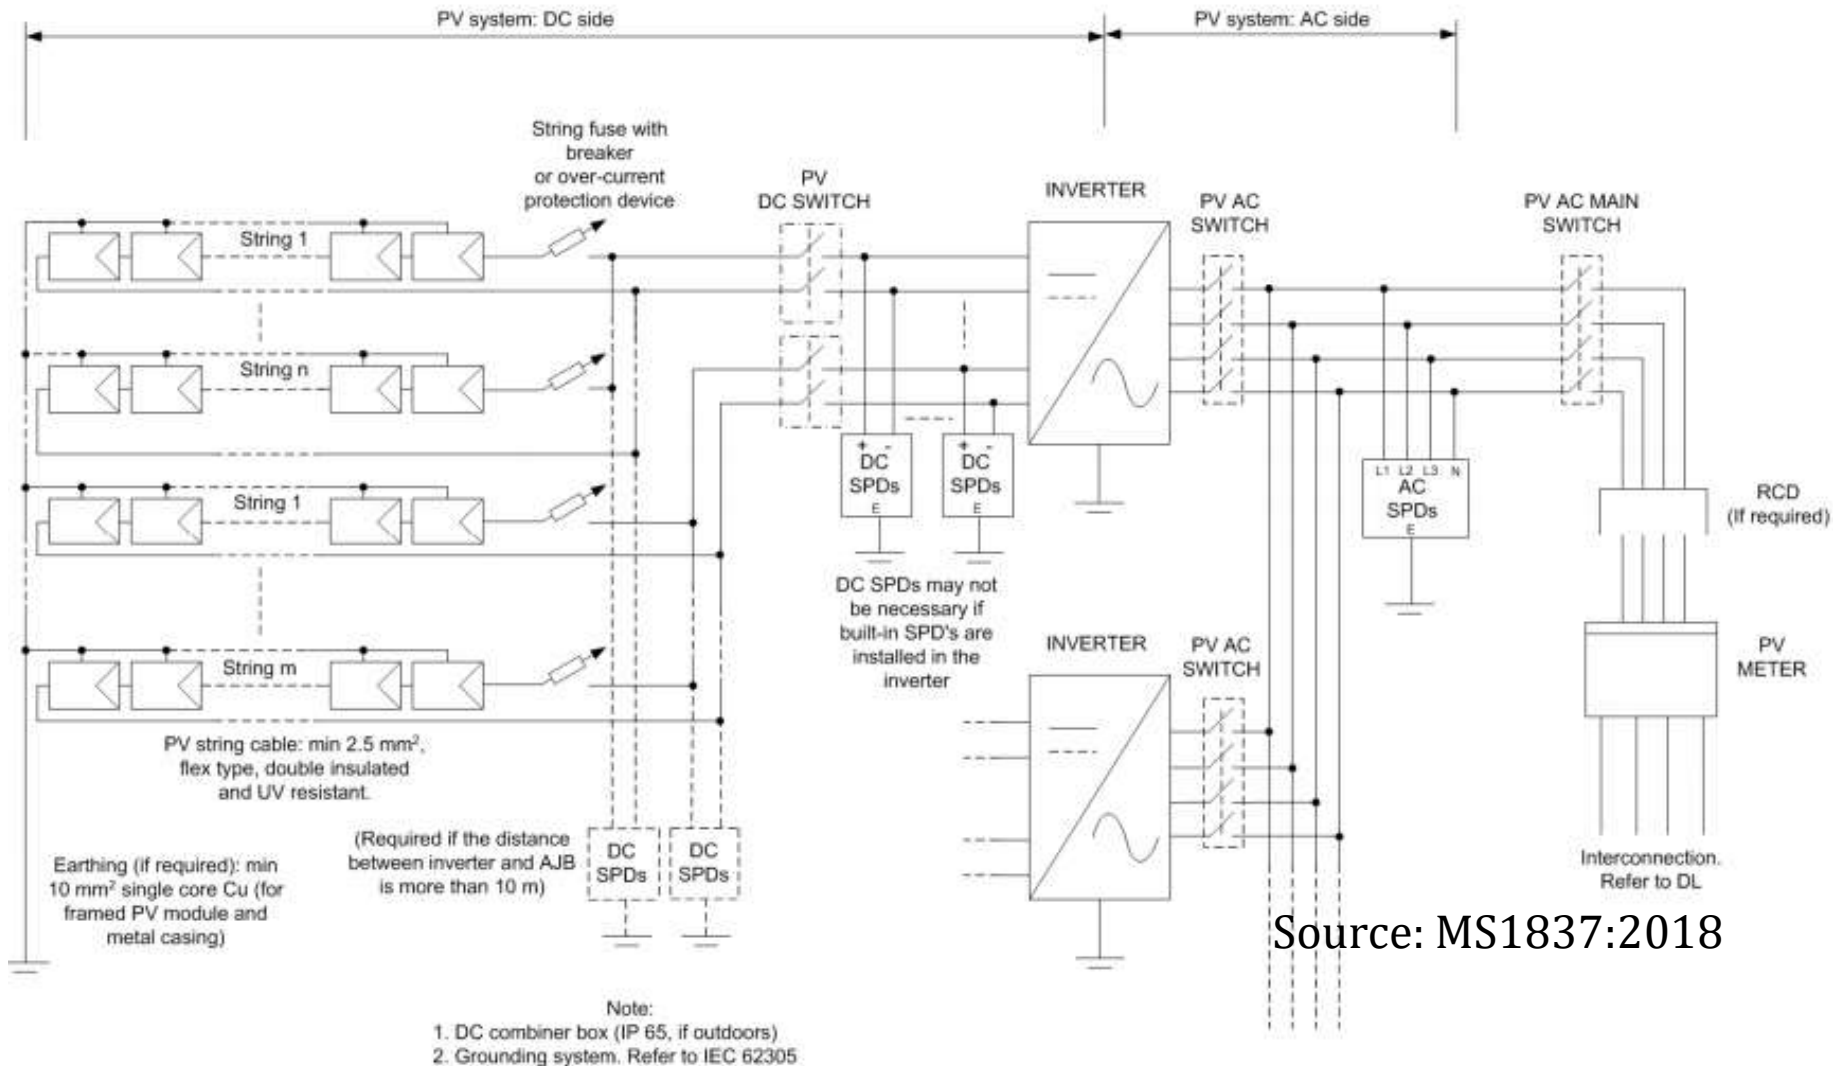 PV system: DC side
PV system: AC side
String fuse with
breaker
or over-current
protection device
PV
DC SWITCH
INVERTER
PV AC
SWITCH
PV AC MAIN
SWITCH
String 1
String n
String 1
String m
+ -
DC
SPDs
E
+ -
DC
SPDs
E
L1 L2 L3 N
AC
SPDs
E
RCD
(If required)
DC SPDs may not
be necessary if
built-in SPD's are
installed in the
inverter
INVERTER
PV AC
SWITCH
PV
METER
PV string cable: min 2.5 mm²,
flex type, double insulated
and UV resistant.
(Required if the distance
between inverter and AJB
is more than 10 m)
DC
SPDs
DC
SPDs
Earthing (if required): min
10 mm² single core Cu (for
framed PV module and
metal casing)
Interconnection.
Refer to DL
Source: MS1837:2018
Note:
1. DC combiner box (IP 65, if outdoors)
2. Grounding system. Refer to IEC 62305